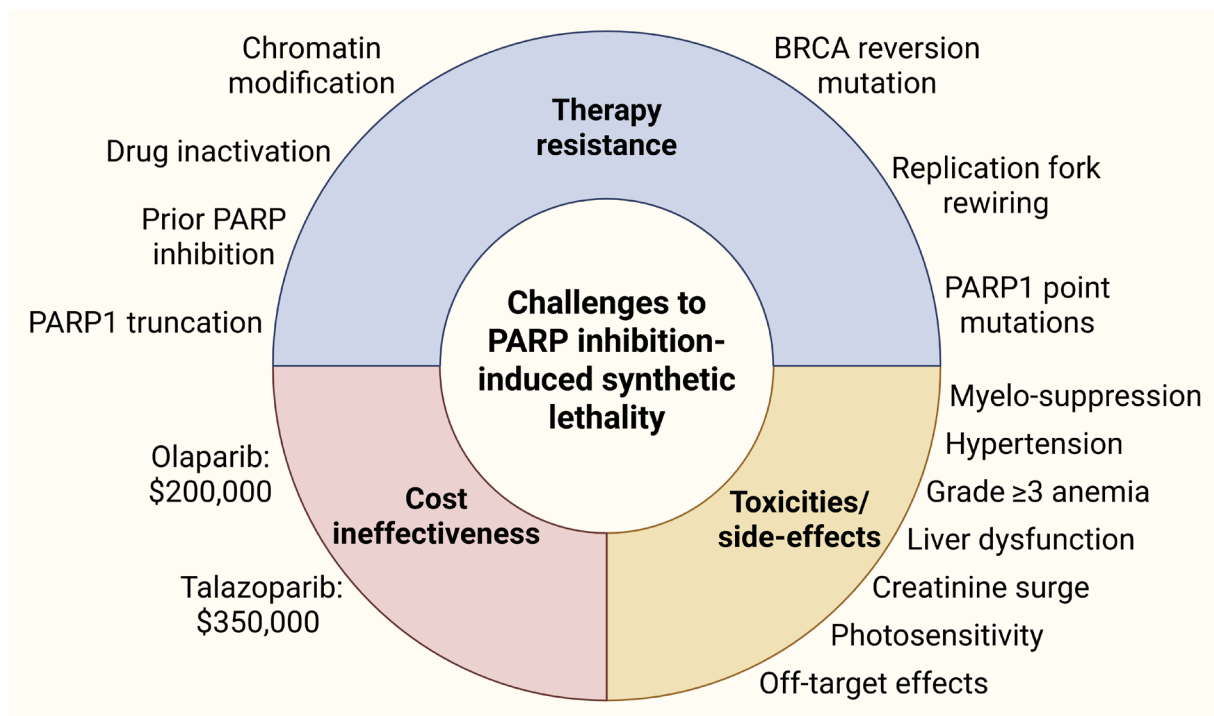 Chromatin
modification
Drug inactivation
Prior PARP
inhibition
PARP1 truncation
Therapy
resistance
BRCA reversion
mutation
Replication fork
rewiring
PARP1 point
mutations
Challenges to
PARP inhibition-
induced synthetic
lethality
Olaparib:
$200,000
Talazoparib:
$350,000
Cost
ineffectiveness
Toxicities/
side-effects
Myelo-suppression
Hypertension
Grade ≥3 anemia
Liver dysfunction
Creatinine surge
Photosensitivity
Off-target effects